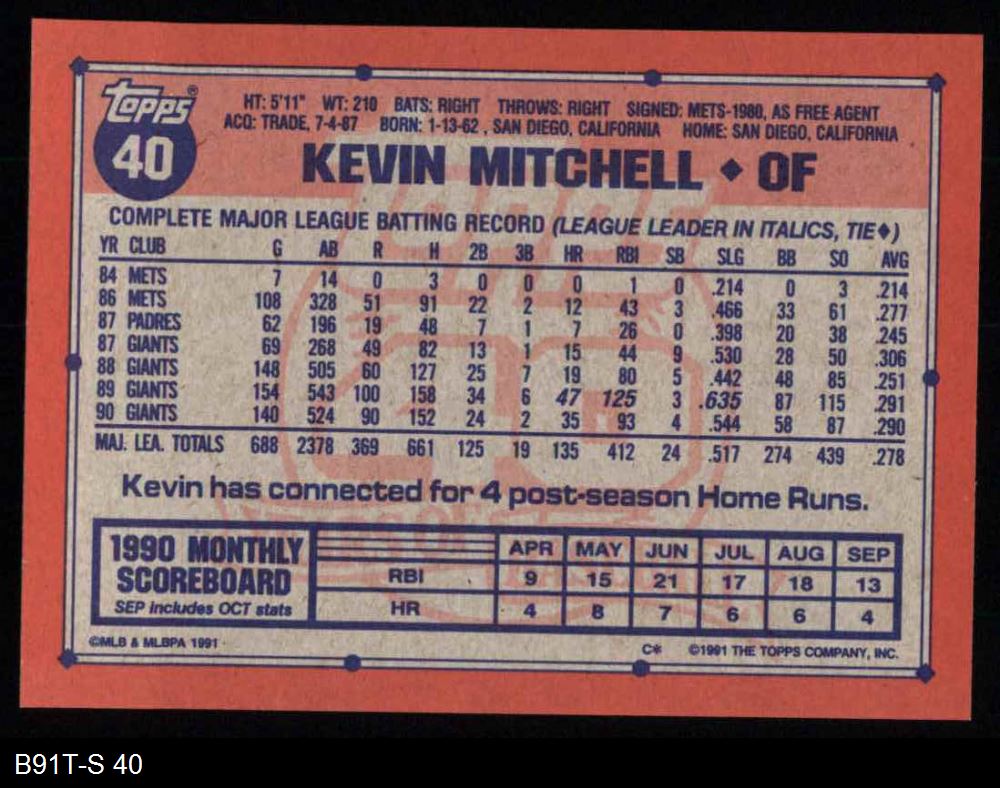 Topps®
40
HT: 5'11" WT: 210 BATS: RIGHT THROWS: RIGHT SIGNED: METS-1980, AS FREE AGENT
ACQ: TRADE, 7-4-87 BORN: 1-13-62 , SAN DIEGO, CALIFORNIA HOME: SAN DIEGO, CALIFORNIA
KEVIN MITCHELL ♦ OF
COMPLETE MAJOR LEAGUE BATTING RECORD (LEAGUE LEADER IN ITALICS, TIE♦)
YR CLUB G AB R H 2B 3B HR RBI SB SLG BB SO AVG
84 METS 7 14 0 3 0 0 0 1 0 .214 0 3 .214
86 METS 108 328 51 91 22 2 12 43 3 .466 33 61 .277
87 PADRES 62 196 19 48 7 1 7 26 0 .398 20 38 .245
87 GIANTS 69 268 49 82 13 1 15 44 9 .530 28 50 .306
88 GIANTS 148 505 60 127 25 7 19 80 5 .442 48 85 .251
89 GIANTS 154 543 100 158 34 6 47 125 3 .635 87 115 .291
90 GIANTS 140 524 90 152 24 2 35 93 4 .544 58 87 .290
MAJ. LEA. TOTALS 688 2378 369 661 125 19 135 412 24 .517 274 439 .278
Kevin has connected for 4 post-season Home Runs.
1990 MONTHLY
SCOREBOARD
SEP includes OCT stats
APR MAY JUN JUL AUG SEP
RBI 9 15 21 17 18 13
HR 4 8 7 6 6 4
©MLB & MLBPA 1991
C* ©1991 THE TOPPS COMPANY, INC.
B91T-S 40